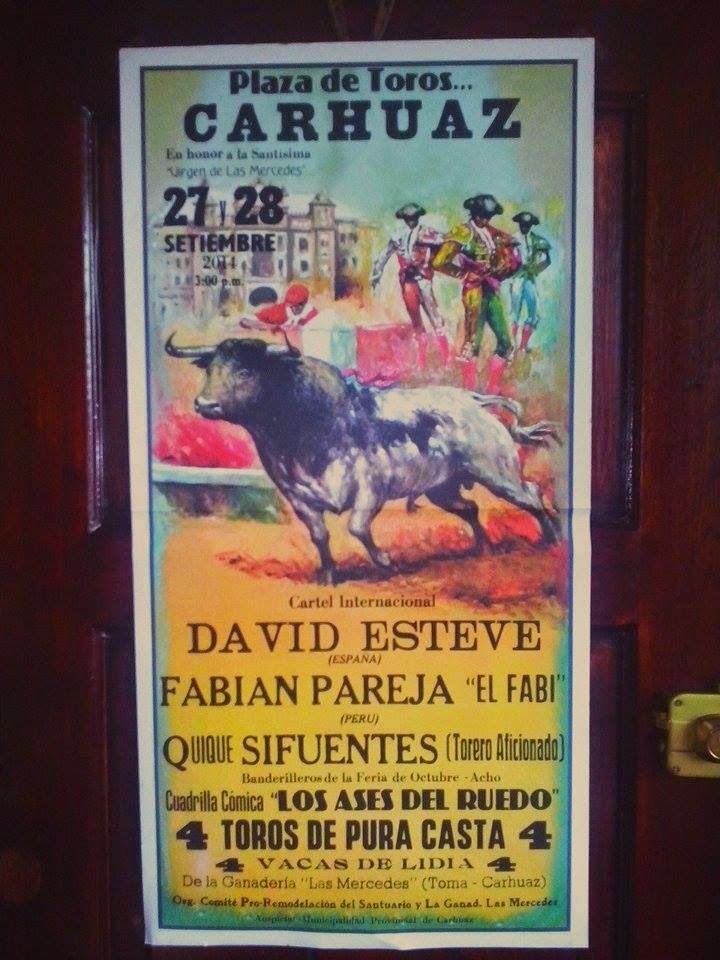 Plaza de Toros...
CARHUAZ
En honor a la Santísima
"Virgen de Las Mercedes"
27 y 28
SETIEMBRE
2014
3:00 p.m.
Cartel Internacional
DAVID ESTEVE
(ESPAÑA)
FABIAN PAREJA "EL FABI"
(PERU)
QUIQUE SIFUENTES (Torero Aficionado)
Banderilleros de la Feria de Octubre - Acho
Cuadrilla Cómica "LOS ASES DEL RUEDO"
4 TOROS DE PURA CASTA 4
4 VACAS DE LIDIA 4
De la Ganadería "Las Mercedes" (Toma - Carhuaz)
Org. Comité Pro-Remodelación del Santuario y La Ganad. Las Mercedes
Auspicia: Municipalidad Provincial de Carhuaz